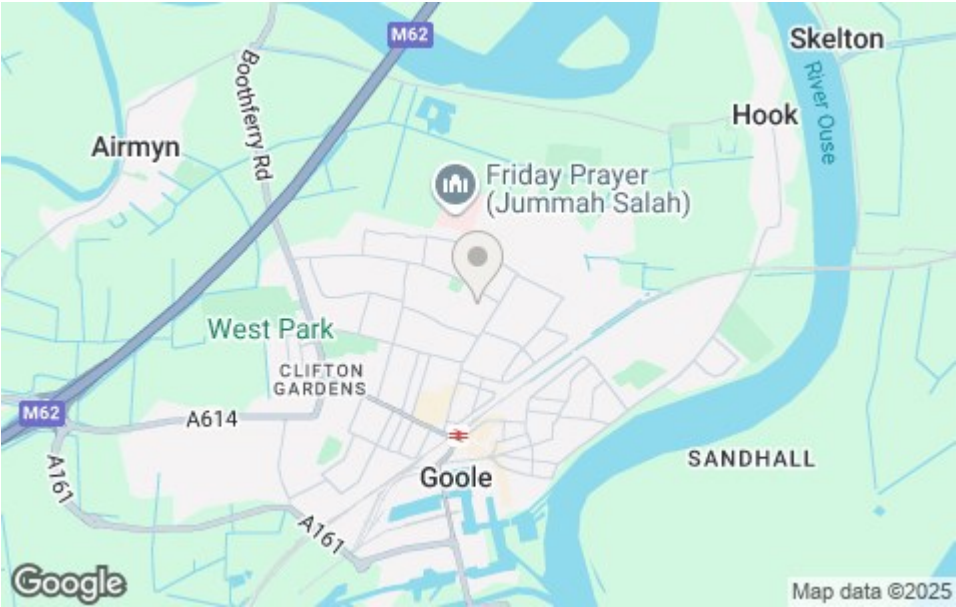 M62
Skelton
Boothferry Rd
River Ouse
Hook
Airmyn
Friday Prayer
(Jummah Salah)
West Park
CLIFTON
GARDENS
M62
A614
A161
SANDHALL
Goole
A161
Google
Map data ©2025